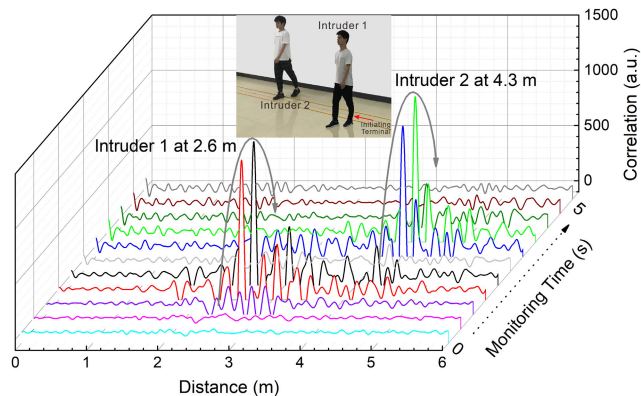 1500
1000
500
0
Correlation (a.u.)
Intruder 1
Intruder 2
Initiating
Terminal
Intruder 2 at 4.3 m
Intruder 1 at 2.6 m
5
0
Monitoring Time (s)
0 1 2 3 4 5 6
Distance (m)